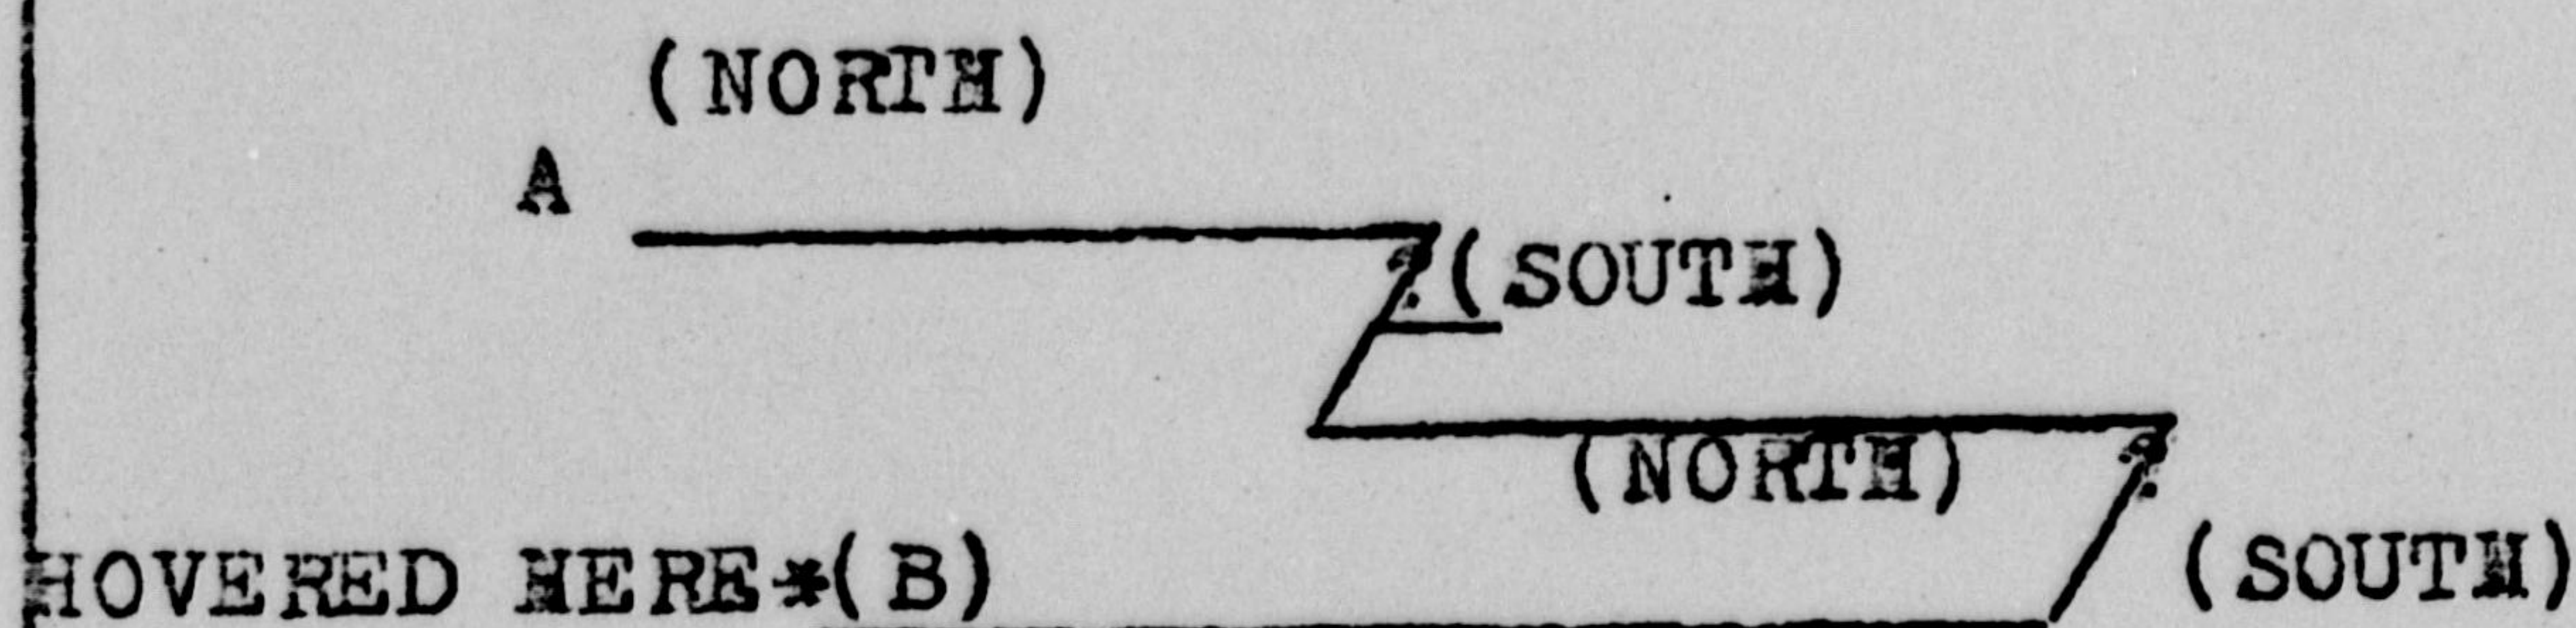 (NORTH)
A
?(SOUTH)
(NORTH)
?
HOVERED HERE*(B)
(SOUTH)